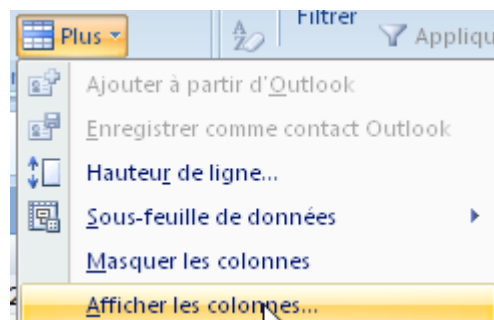 Filtrer
Plus
Ajouter à partir d'Outlook
Enregistrer comme contact Outlook
Hauteur de ligne...
Sous-feuille de données
Masquer les colonnes
Afficher les colonnes...